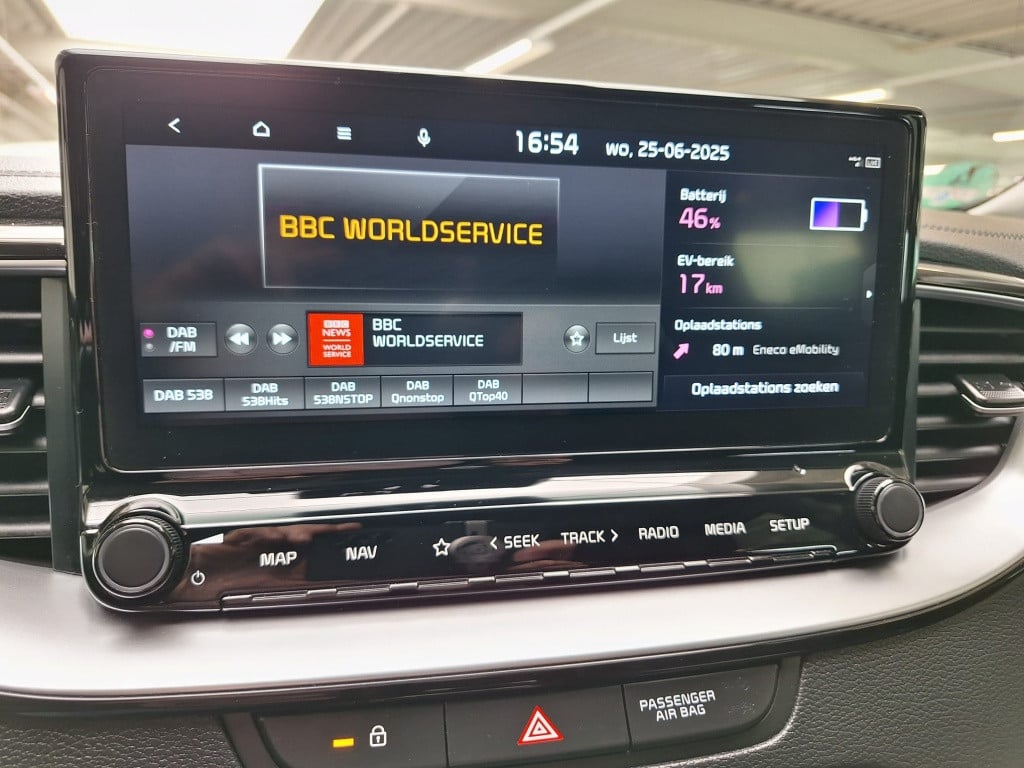 16:54
wo, 25-06-2025
BBC WORLDSERVICE
Batterij
46%
EV-bereik
17 km
Oplaadstations
80 m Eneco eMobility
Oplaadstations zoeken
DAB
/FM
BBC
NEWS
WORLD
SERVICE
BBC
WORLDSERVICE
Lijst
DAB 538
DAB
538Hits
DAB
538NSTOP
DAB
Qnonstop
DAB
QTop40
MAP
NAV
SEEK
TRACK
RADIO
MEDIA
SETUP
PASSENGER
AIR BAG